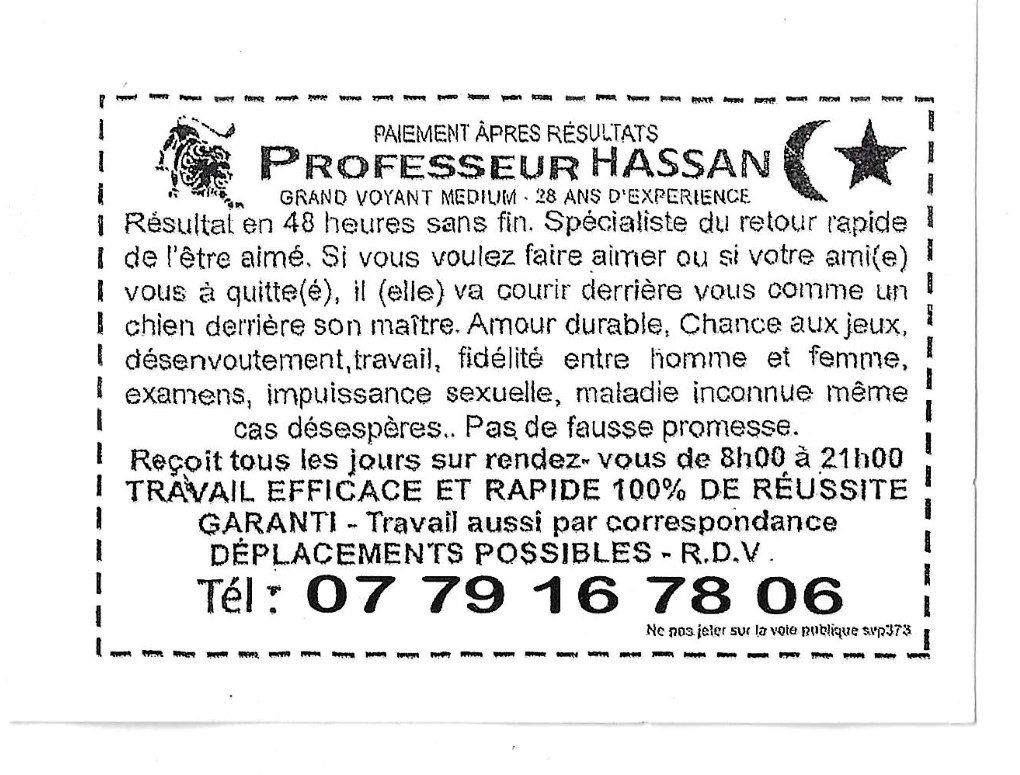 PAIEMENT ÀPRES RÉSULTATS
PROFESSEUR HASSAN
GRAND VOYANT MEDIUM - 28 ANS D'EXPERIENCE
Résultat en 48 heures sans fin. Spécialiste du retour rapide
de l'être aimé. Si vous voulez faire aimer ou si votre ami(e)
vous à quitte(é), il (elle) va courir derrière vous comme un
chien derrière son maître. Amour durable, Chance aux jeux,
désenvoutement,travail, fidélité entre homme et femme,
examens, impuissance sexuelle, maladie inconnue même
cas désespères.. Pas de fausse promesse.
Reçoit tous les jours sur rendez- vous de 8h00 à 21h00
TRAVAIL EFFICACE ET RAPIDE 100% DE RÉUSSITE
GARANTI - Travail aussi par correspondance
DÉPLACEMENTS POSSIBLES - R.D.V.
Tél : 07 79 16 78 06
Ne pas jeter sur la voie publique svp373